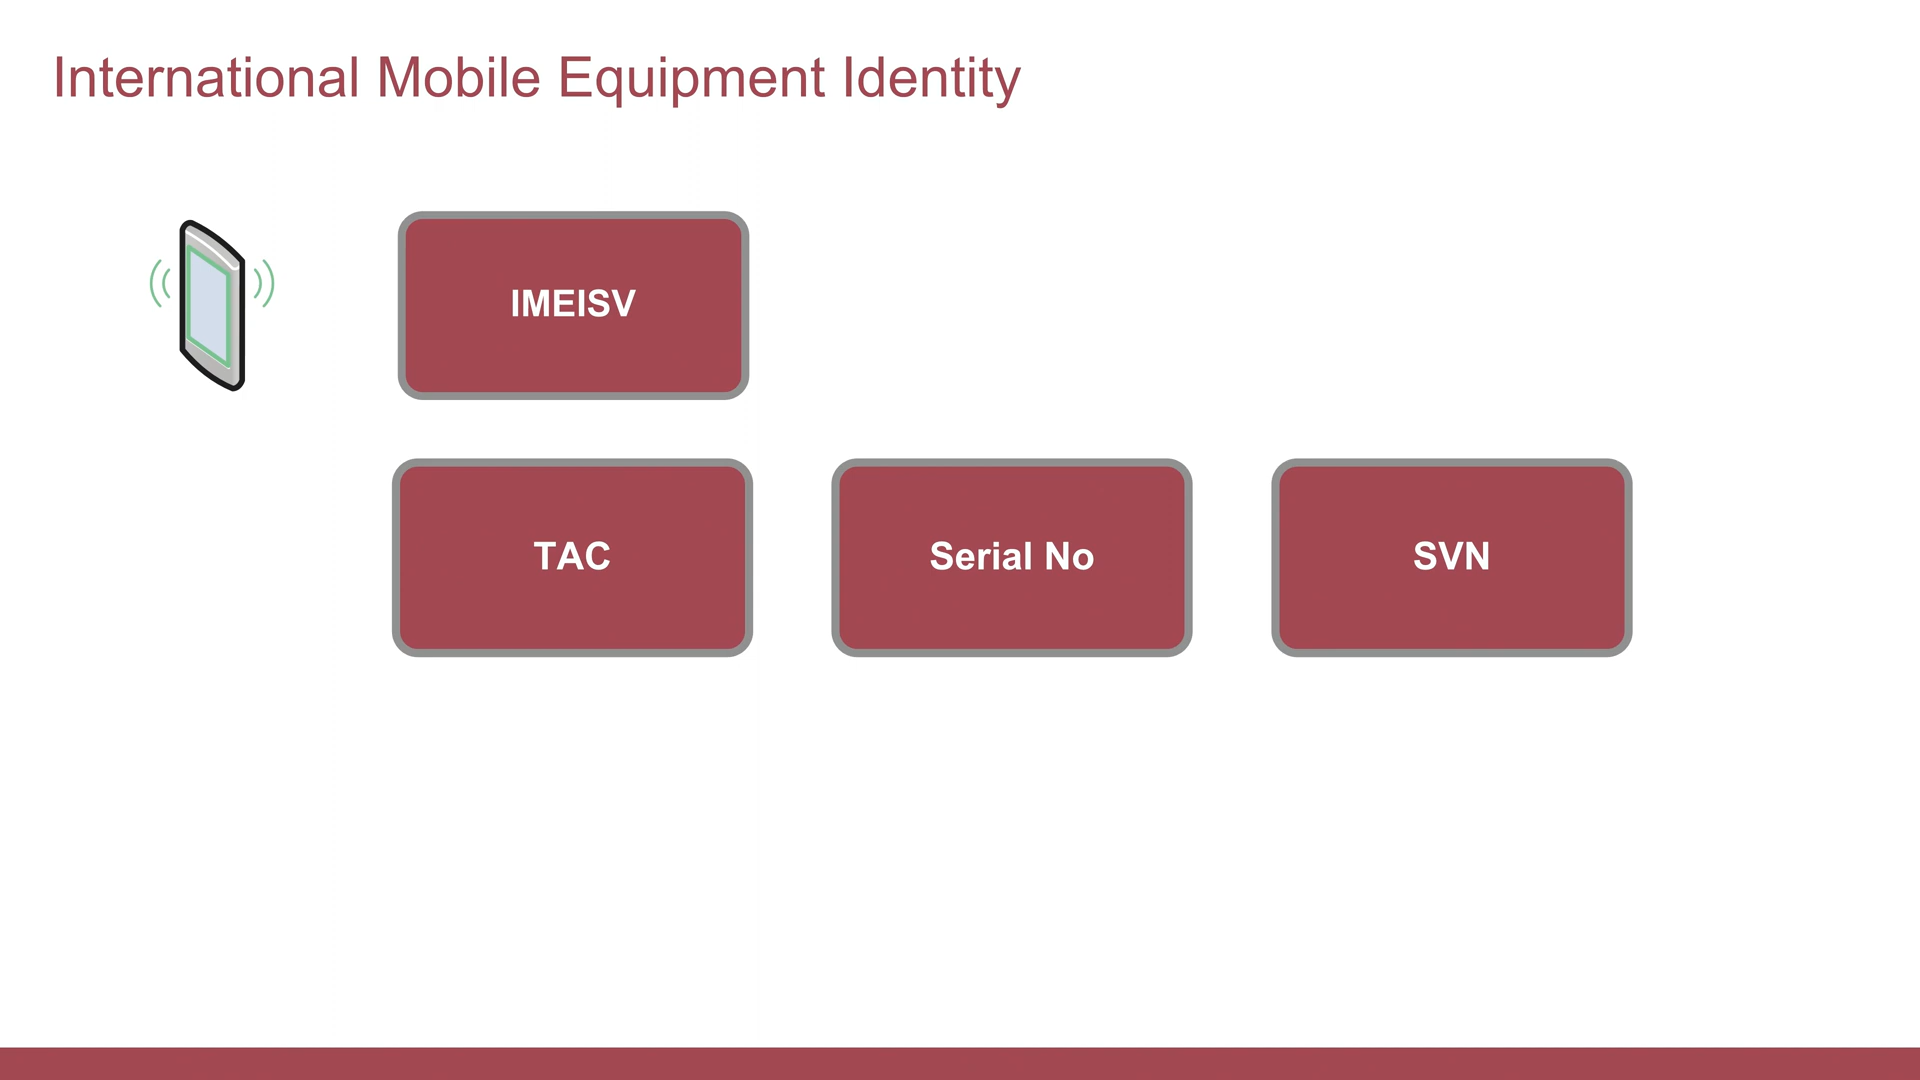 International Mobile Equipment Identity
IMEISV
TAC
Serial No
SVN